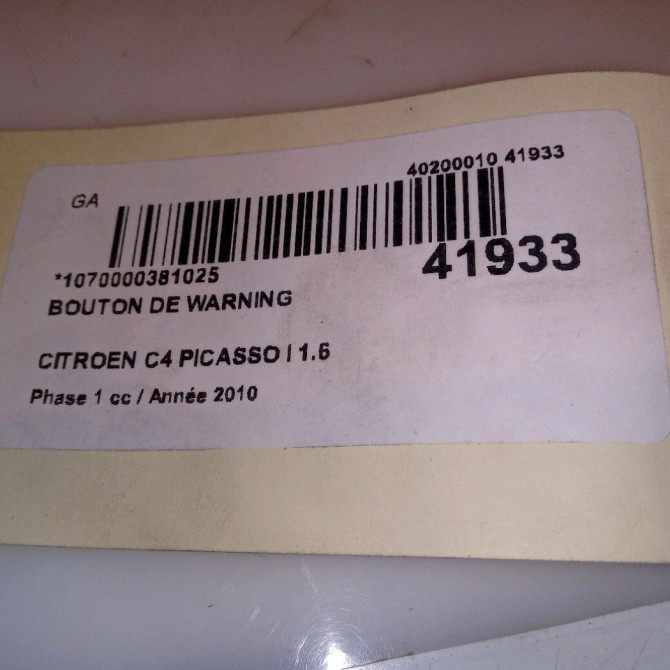 40200010 41933
GA
41933
*1070000381025
BOUTON DE WARNING
CITROEN C4 PICASSO I 1.6
Phase 1 cc / Année 2010